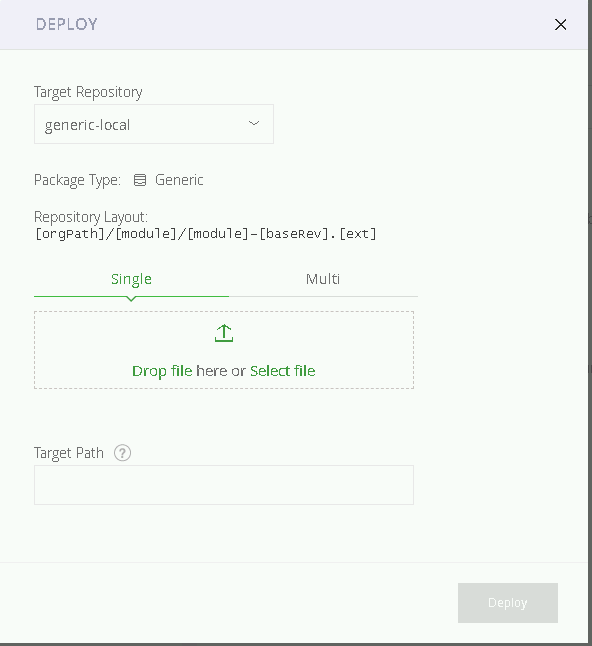 DEPLOY
Target Repository
generic-local
Package Type: Generic
Repository Layout:
[orgPath]/[module]/[module]-[baseRev].[ext]
Single Multi
Drop file here or Select file
Target Path ?
Deploy